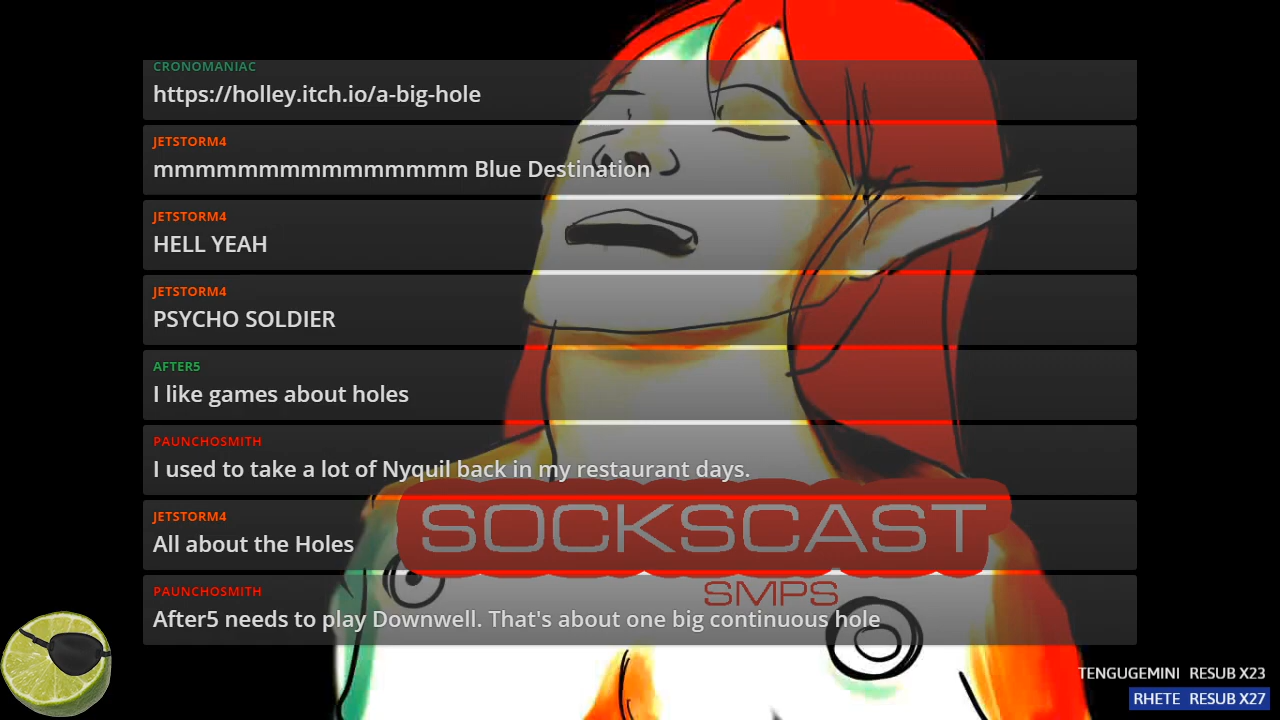 CRONOMANIAC
https://holley.itch.io/a-big-hole
JETSTORM4
mmmmmmmmmmmmmmm Blue Destination
JETSTORM4
HELL YEAH
JETSTORM4
PSYCHO SOLDIER
AFTER5
I like games about holes
PAUNCHOSMITH
I used to take a lot of Nyquil back in my restaurant days.
JETSTORM4
All about the Holes
SOCKSCAST
SMPS
PAUNCHOSMITH
After5 needs to play Downwell. That's about one big continuous hole
TENGUGEMINI RESUB X23
RHETE RESUB X27